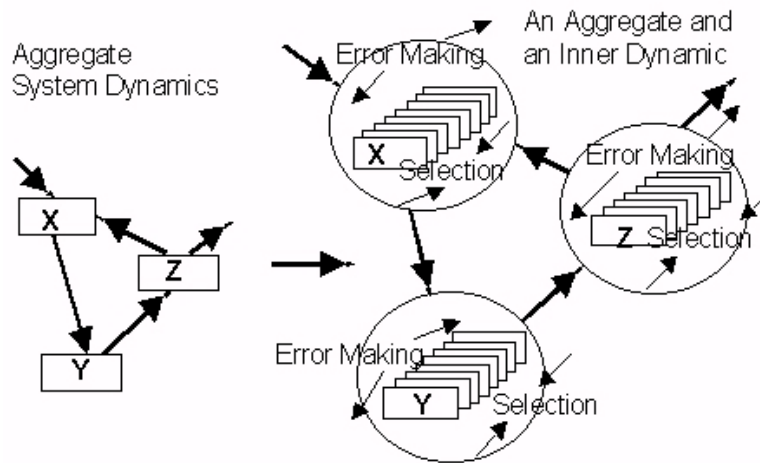 Aggregate
System Dynamics
X
Z
Y
An Aggregate and
an Inner Dynamic
Error Making
X
Selection
Error Making
Z Selection
Error Making
Y
Selection